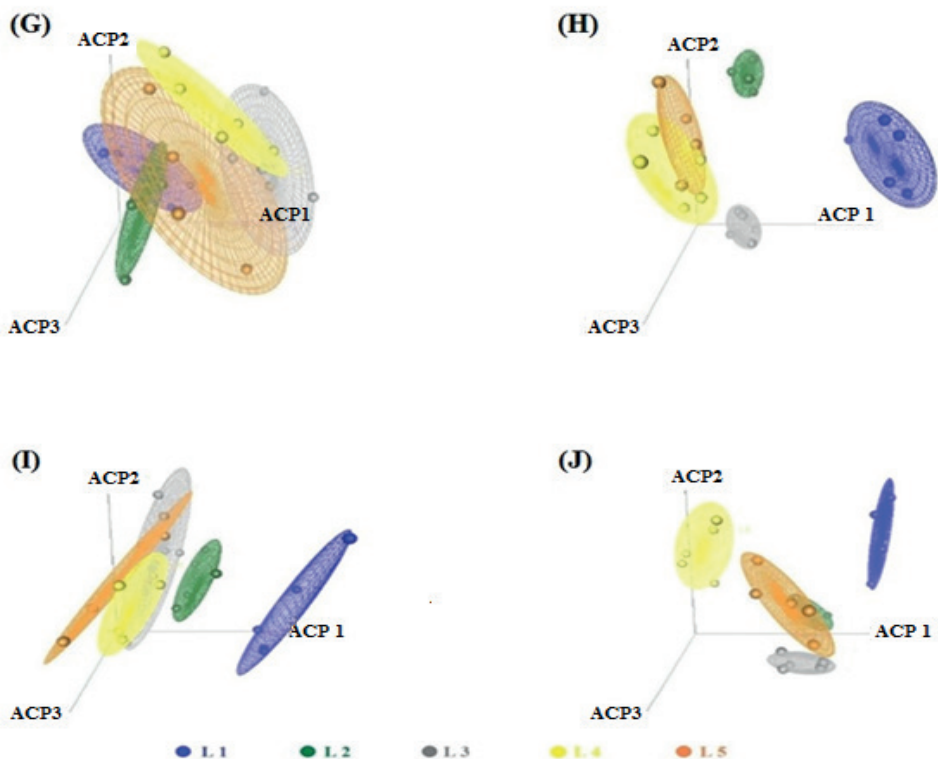 (G)
ACP2
ACP1
ACP3
(H)
ACP2
ACP 1
ACP3
(I)
ACP2
ACP 1
ACP3
(J)
ACP2
ACP 1
ACP3
L 1 L 2 L 3 L 4 L 5